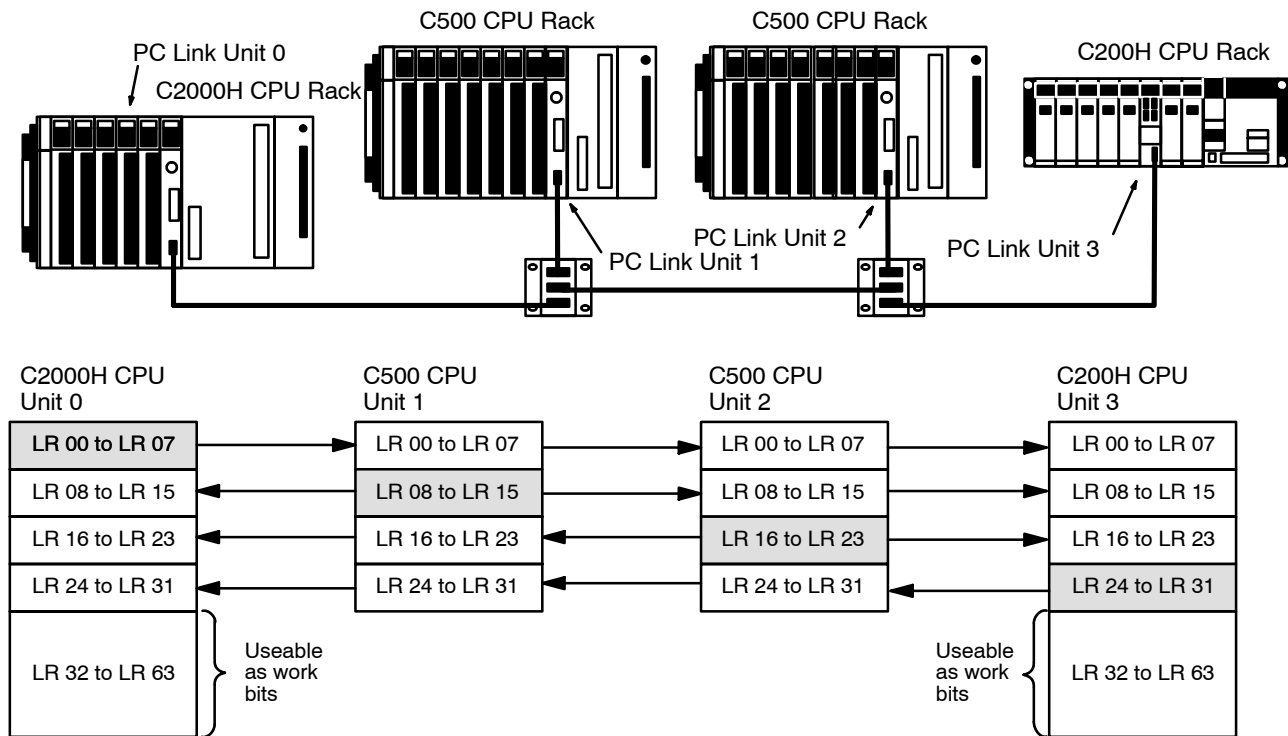 C500 CPU Rack
C500 CPU Rack
PC Link Unit 0
C2000H CPU Rack
C200H CPU Rack
PC Link Unit 2
PC Link Unit 1
PC Link Unit 3
C2000H CPU
Unit 0
C500 CPU
Unit 1
C500 CPU
Unit 2
C200H CPU
Unit 3
LR 00 to LR 07
LR 00 to LR 07
LR 00 to LR 07
LR 00 to LR 07
LR 08 to LR 15
LR 08 to LR 15
LR 08 to LR 15
LR 08 to LR 15
LR 16 to LR 23
LR 16 to LR 23
LR 16 to LR 23
LR 16 to LR 23
LR 24 to LR 31
LR 24 to LR 31
LR 24 to LR 31
LR 24 to LR 31
LR 32 to LR 63
Useable
as work
bits
Useable
as work
bits
LR 32 to LR 63